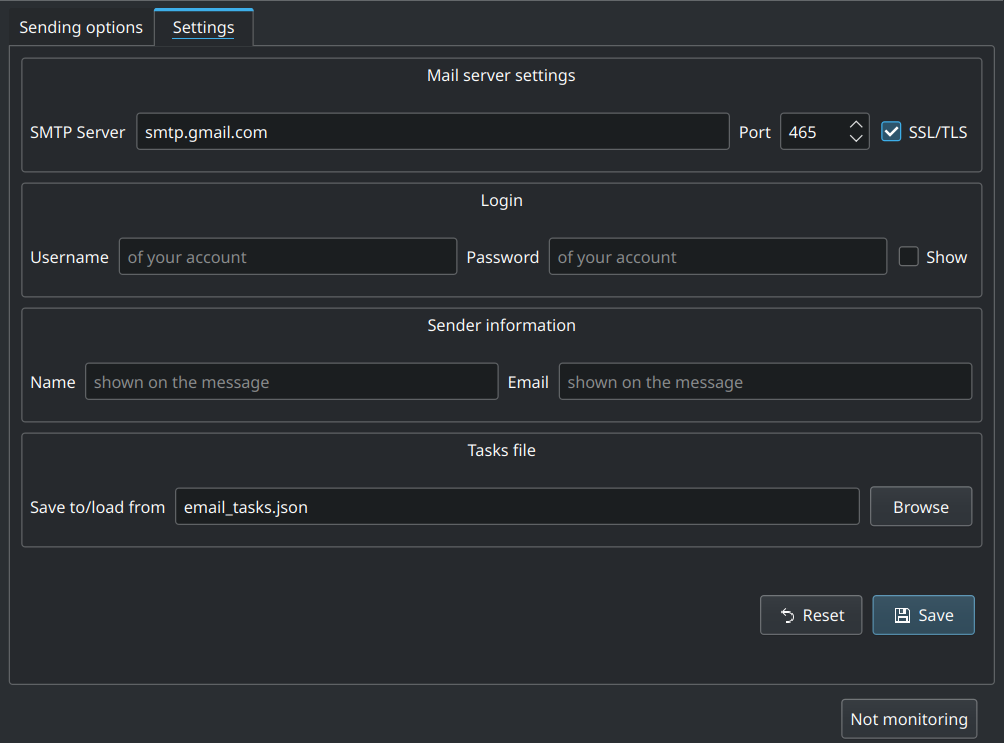 Sending options Settings
Mail server settings
SMTP Server smtp.gmail.com Port 465 SSL/TLS
Login
Username of your account Password of your account Show
Sender information
Name shown on the message Email shown on the message
Tasks file
Save to/load from email_tasks.json Browse
Reset Save
Not monitoring